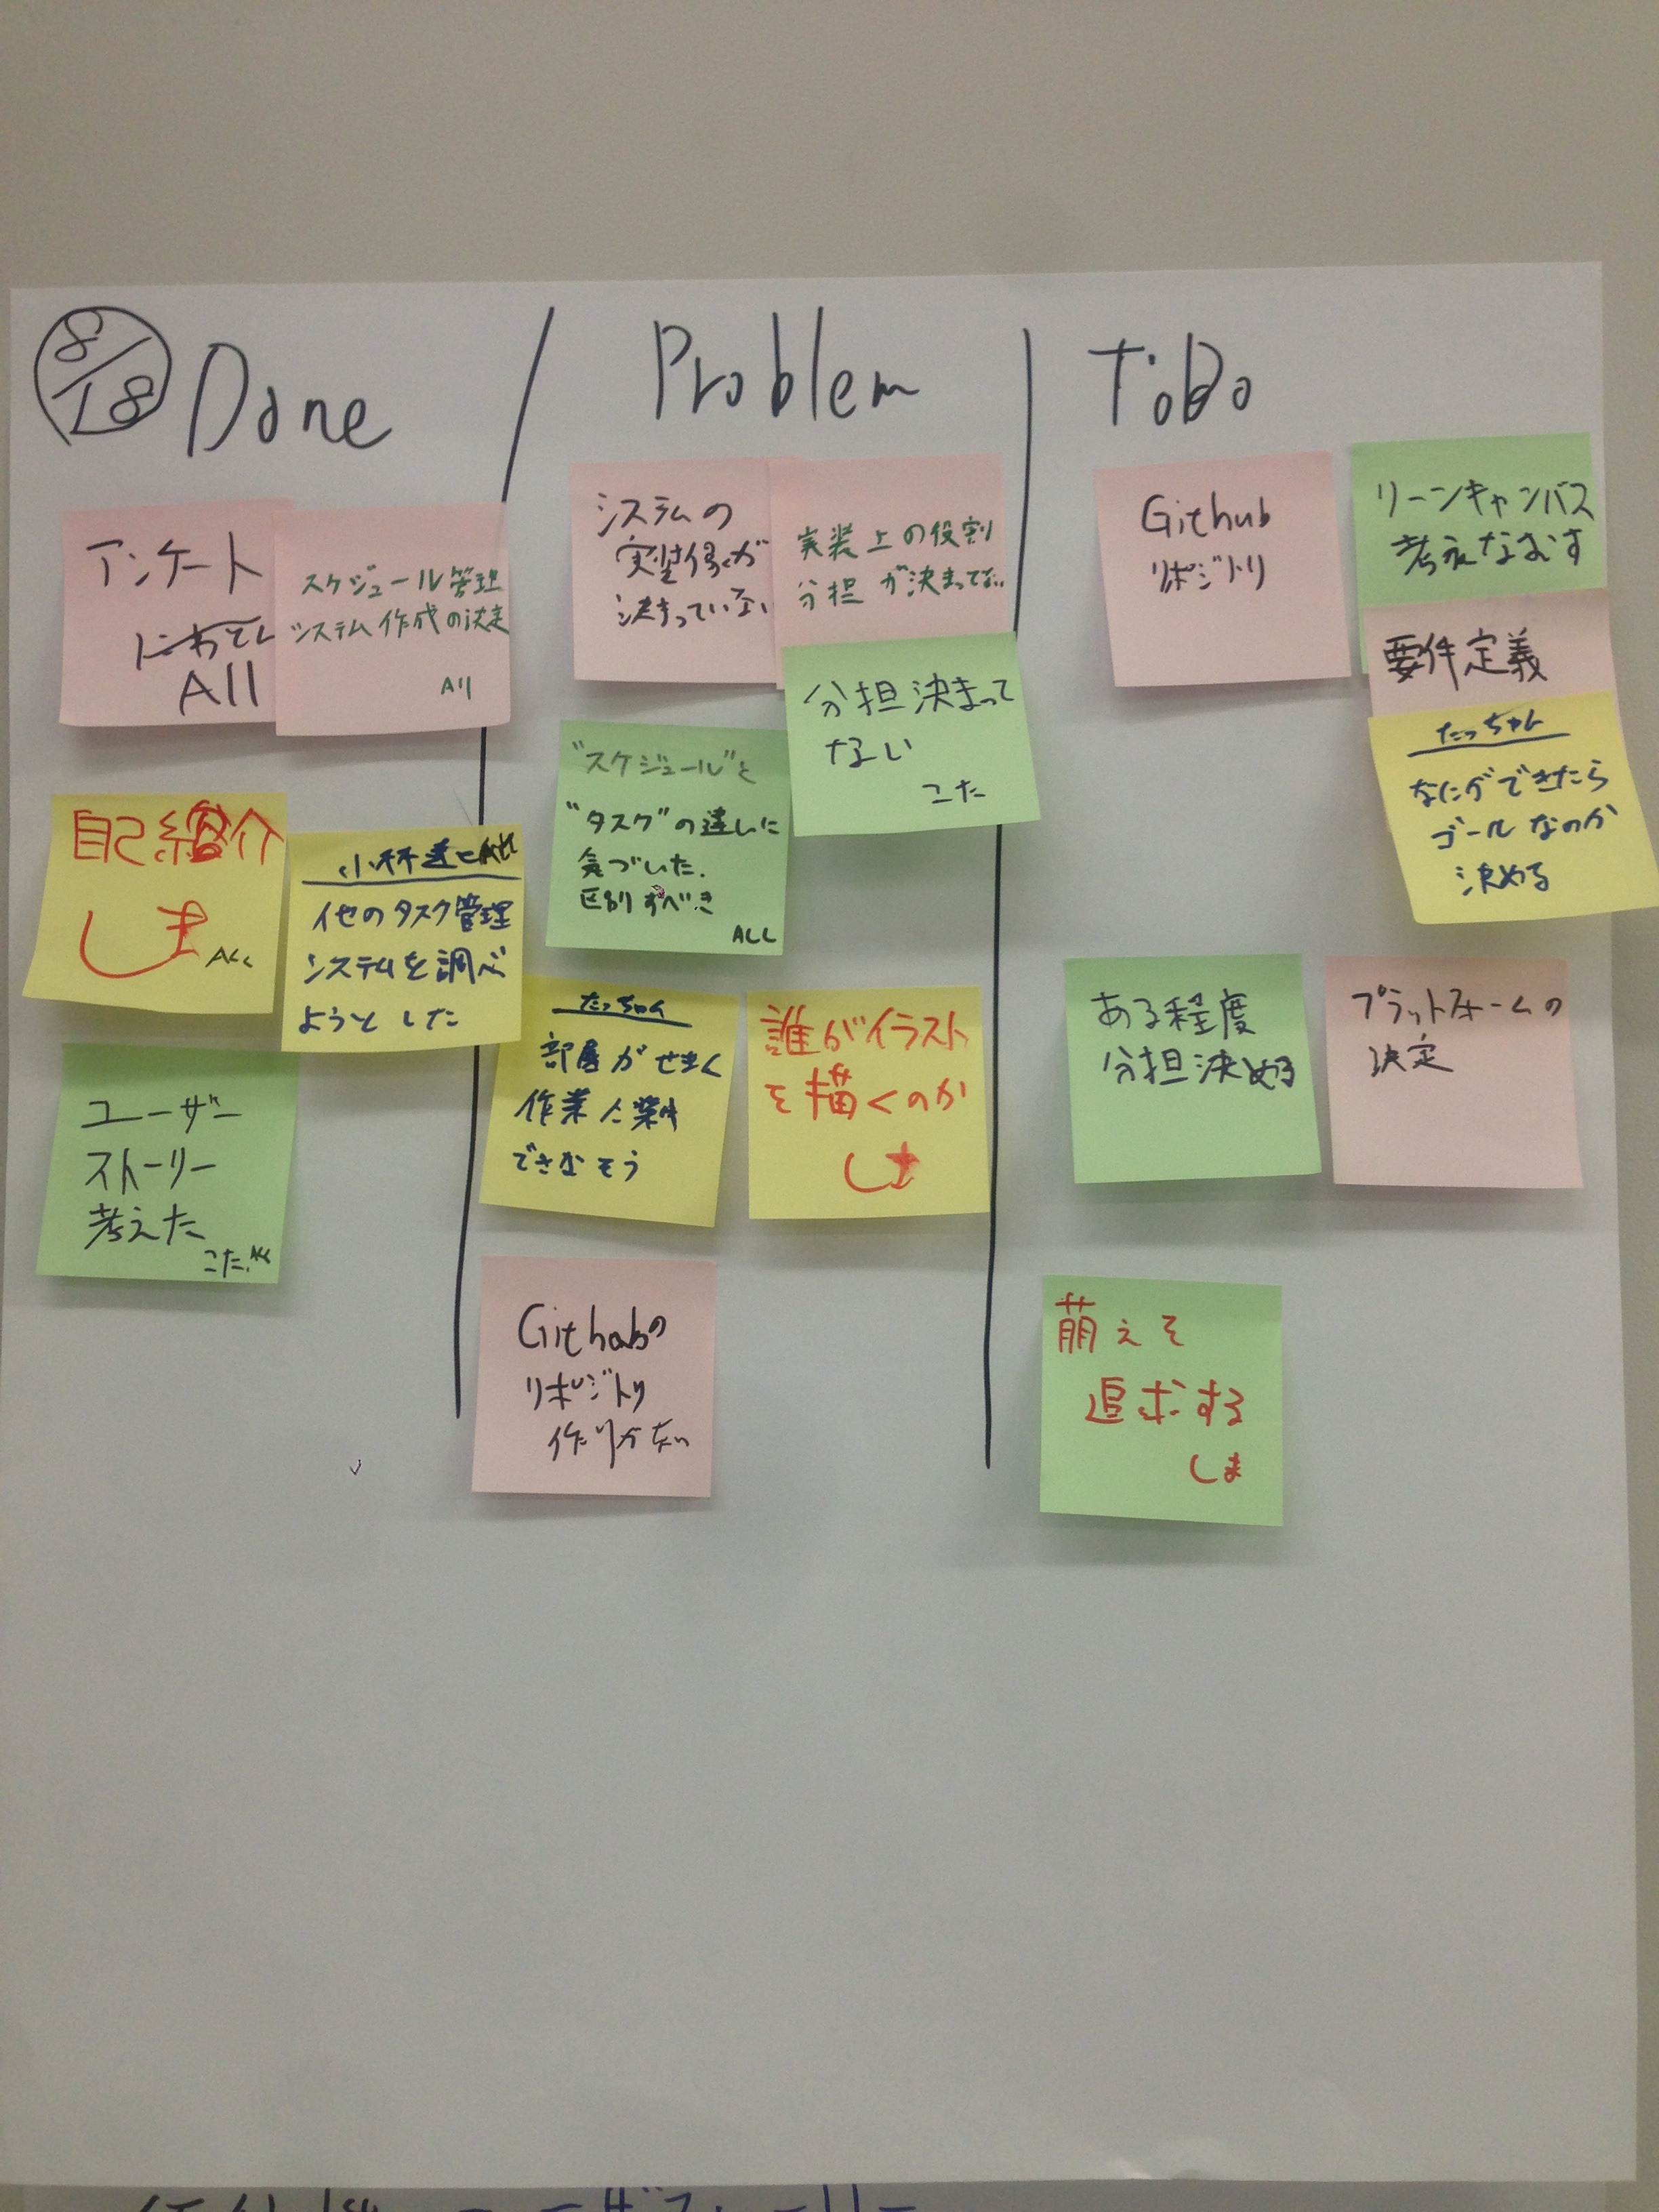 8/18
Done
Problem
ToDo
アンケート
All
スケジュール管理
システム作成の決定
All
自己紹介
しま
ALL
小林
ALL
他のタスク管理
システムを調べ
ようとした
ユーザー
ストーリー
考えた
こた.ALL
システムの
実装係が
決まっていない
実装上の役割
分担が決まってない
分担決まって
ない
こた
"スケジュール"と
"タスク"の違いに
気づいた.
区別すべき
ALL
たっちゃん
部屋がせまく
作業
できなそう
誰がイラスト
を描くのか
しま
Githubの
リポジトリ
作りかない
Github
リポジトリ
リーンキャンバス
考えなおす
要件定義
たっちゃん
なにができたら
ゴールなのか
決める
ある程度
分担決める
プラットフォームの
決定
萌えを
追求する
しま